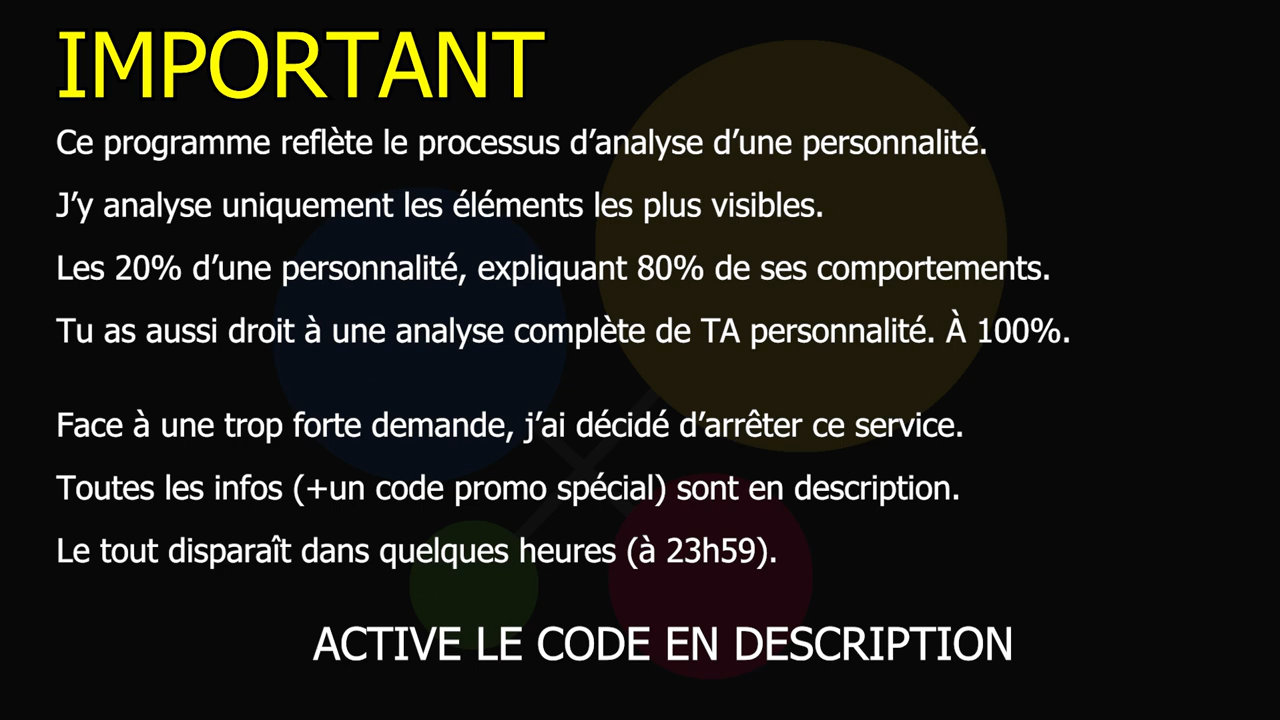 IMPORTANT
Ce programme reflète le processus d’analyse d’une personnalité.
J’y analyse uniquement les éléments les plus visibles.
Les 20% d’une personnalité, expliquant 80% de ses comportements.
Tu as aussi droit à une analyse complète de TA personnalité. À 100%.
Face à une trop forte demande, j’ai décidé d’arrêter ce service.
Toutes les infos (+un code promo spécial) sont en description.
Le tout disparaît dans quelques heures (à 23h59).
ACTIVE LE CODE EN DESCRIPTION